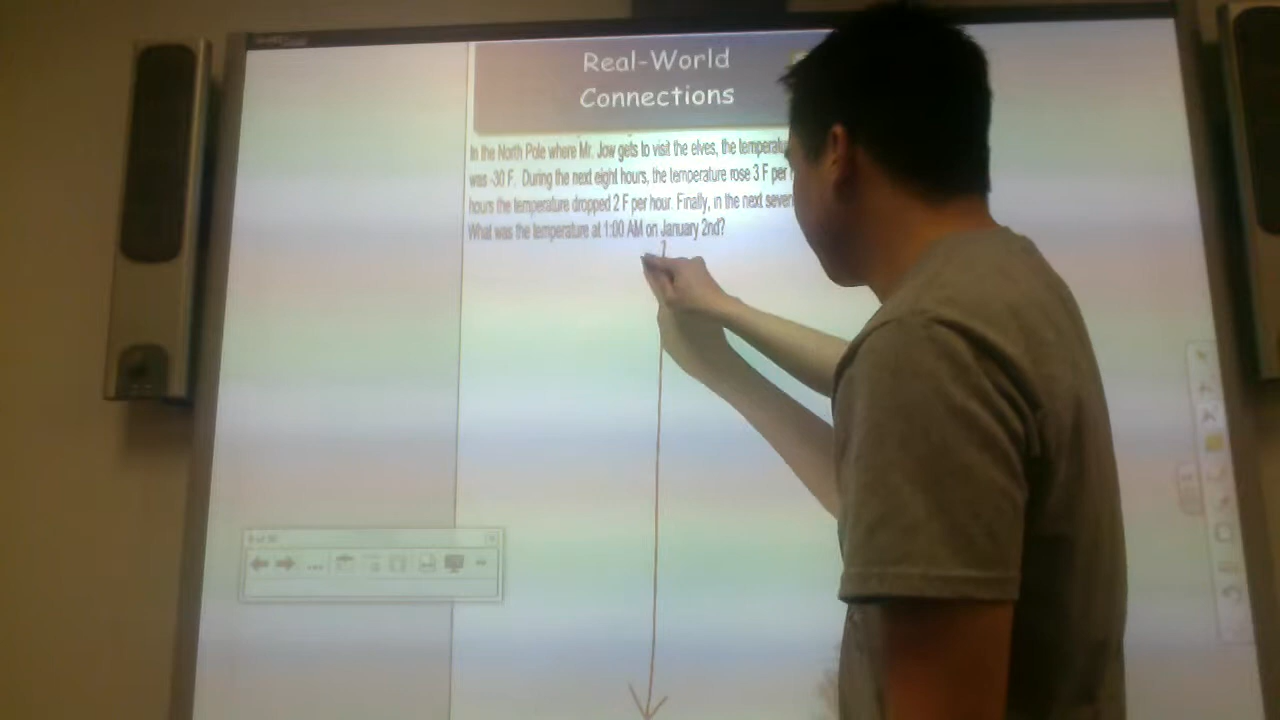 Real-World
Connections
In the North Pole where Mr. Jow gets to visit the elves, the
was -30 F. During the next eight hours, the temperature rose 3 F per
hours the temperature dropped 2 F per hour. Finally, in the next
What was the temperature at 1:00 AM on January 2nd?